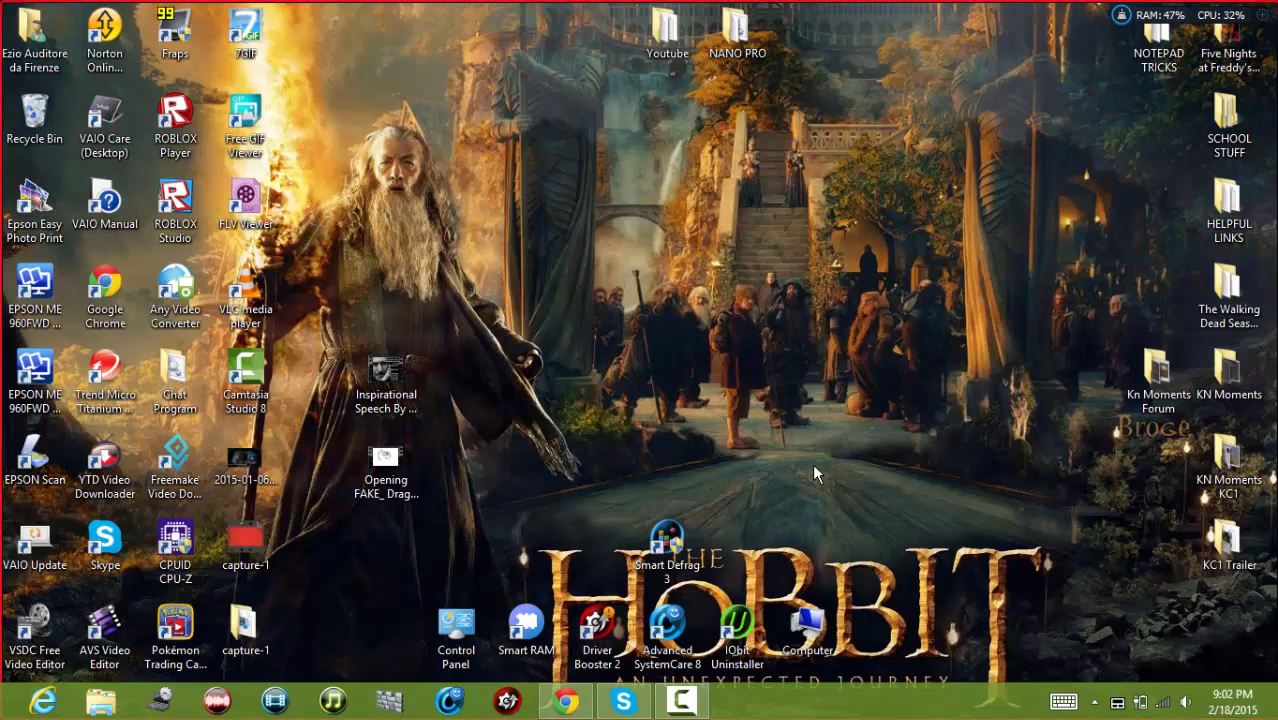 99
RAM: 47%
CPU: 32%
Ezio Auditore
da Firenze
Norton
Online...
Fraps
7GIF
Youtube
NANO PRO
NOTEPAD
TRICKS
Five Nights
at Freddy's...
Recycle Bin
VAIO Care
(Desktop)
ROBLOX
Player
Free GIF
Viewer
SCHOOL
STUFF
Epson Easy
Photo Print
VAIO Manual
ROBLOX
Studio
FLV Viewer
HELPFUL
LINKS
EPSON ME
960FWD ...
Google
Chrome
Any Video
Converter
VLC media
player
The Walking
Dead Seas...
EPSON ME
960FWD ...
Trend Micro
Titanium ...
Chat
Program
Camtasia
Studio 8
Inspirational
Speech By ...
Kn Moments
Forum
KN Moments
EPSON Scan
YTD Video
Downloader
Freemake
Video Do...
2015-01-06...
Opening
FAKE_ Drag...
KN Moments
KC1
VAIO Update
Skype
CPUID
CPU-Z
capture-1
Smart Defrag
3
KC1 Trailer
THE
HOBBIT
AN UNEXPECTED JOURNEY
VSDC Free
Video Editor
AVS Video
Editor
Pokémon
Trading Ca...
capture-1
Control
Panel
Smart RAM
Driver
Booster 2
Advanced
SystemCare 8
IObit
Uninstaller
Computer
9:02 PM
2/18/2015